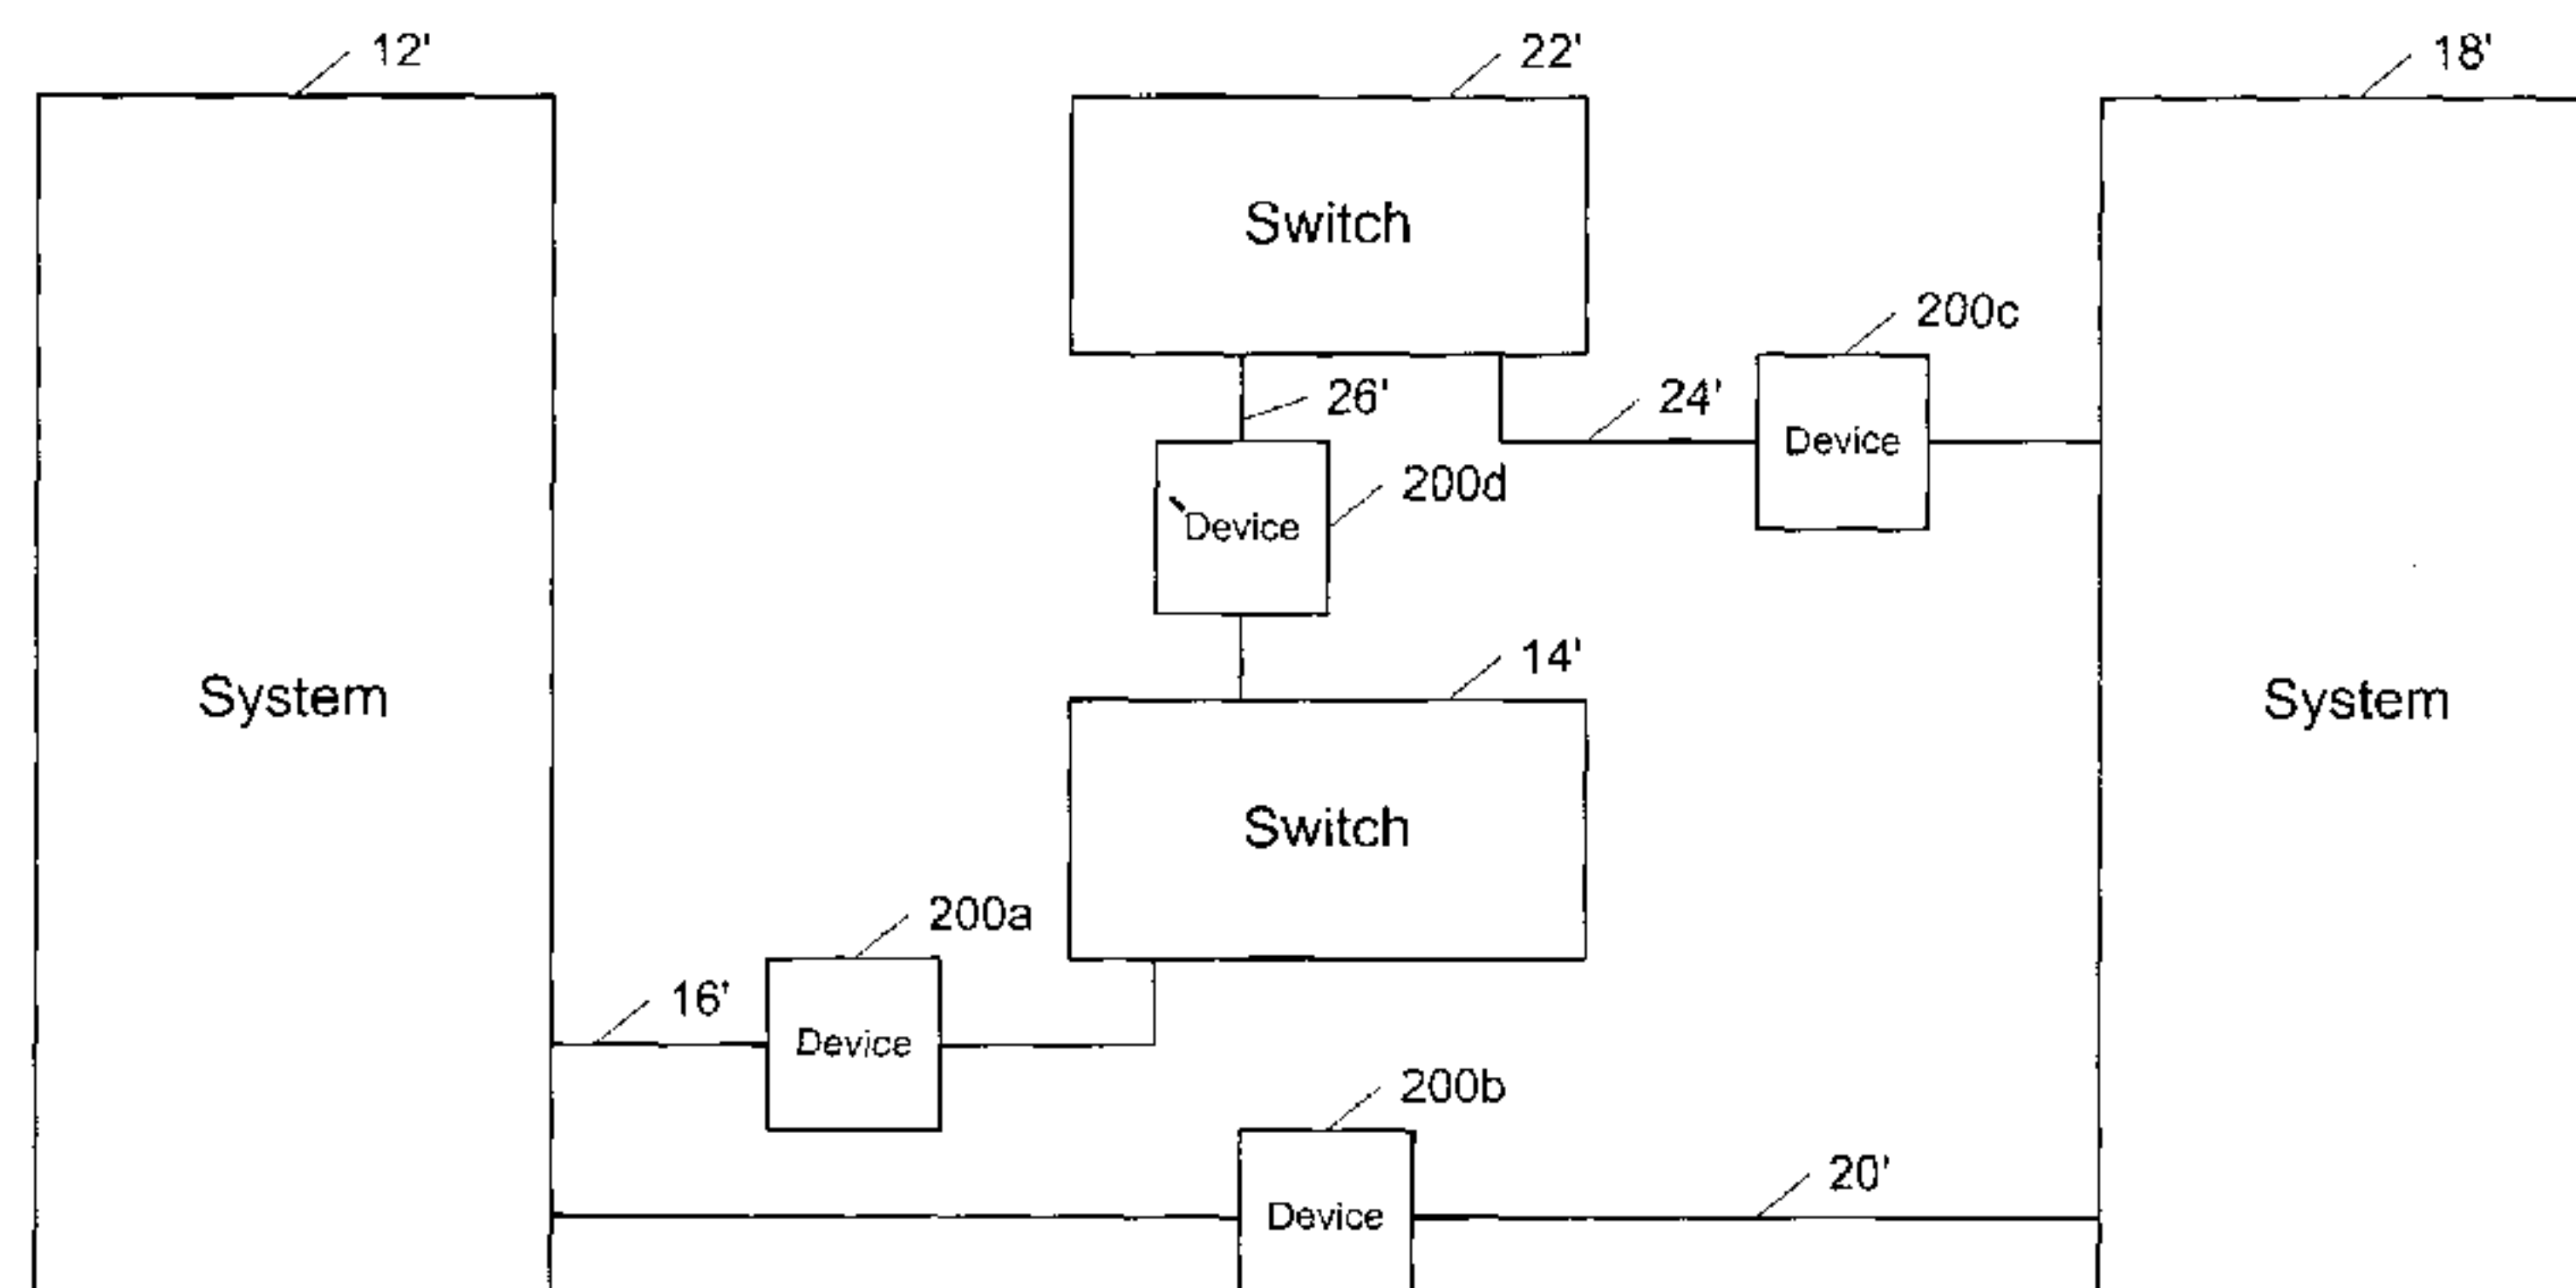 12'
22'
18'
Switch
200c
26'
24'
Device
200d
Device
14'
System
System
Switch
200a
16'
Device
200b
20'
Device